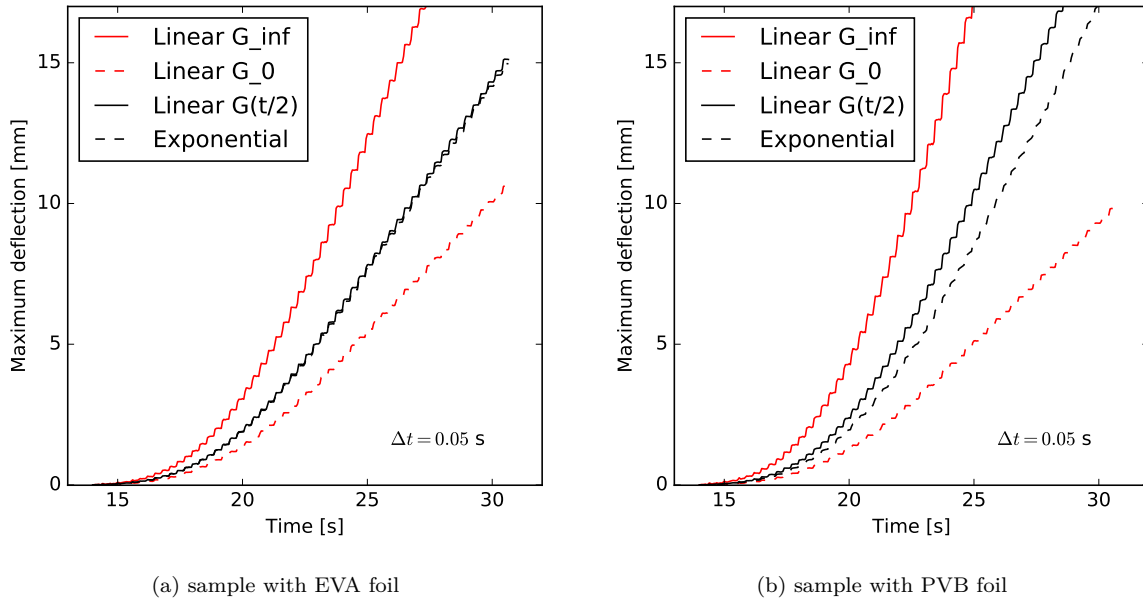 Linear G_inf
Linear G_0
Linear G(t/2)
Exponential
Maximum deflection [mm]
15
10
5
0
Δt = 0.05 s
15 20 25 30
Time [s]
(a) sample with EVA foil
Linear G_inf
Linear G_0
Linear G(t/2)
Exponential
Maximum deflection [mm]
15
10
5
0
Δt = 0.05 s
15 20 25 30
Time [s]
(b) sample with PVB foil